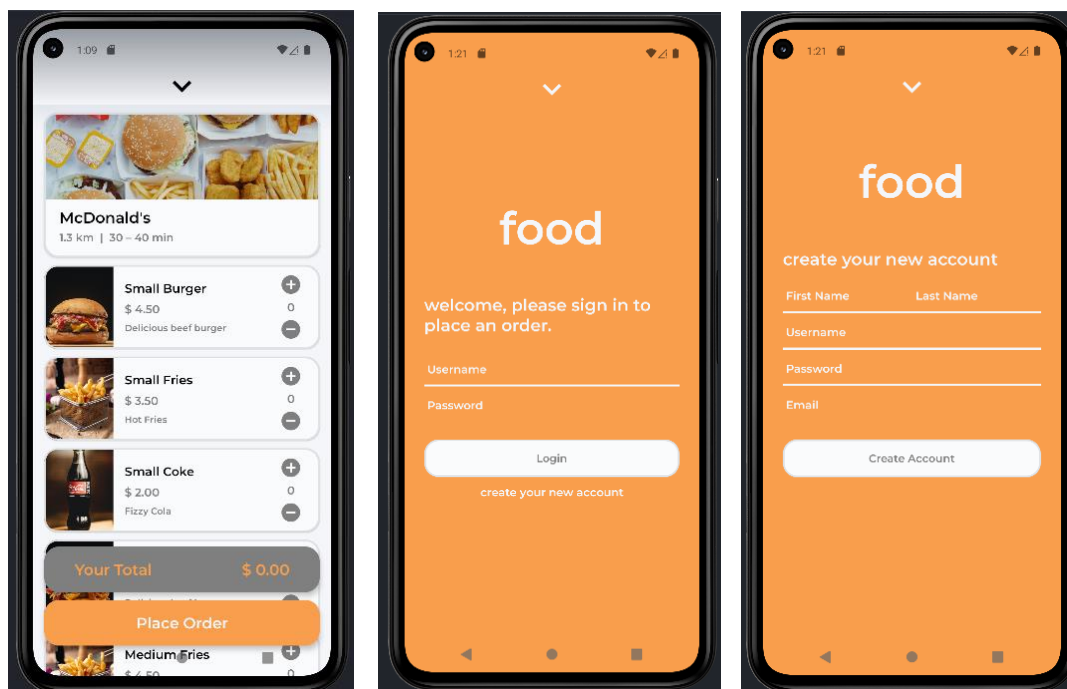 1:09
McDonald's
1.3 km | 30 – 40 min
Small Burger
$ 4.50
0
Delicious beef burger
Small Fries
$ 3.50
0
Hot Fries
Small Coke
$ 2.00
0
Fizzy Cola
Your Total $ 0.00
Place Order
Medium Fries
$ 4.50
0
1:21
food
welcome, please sign in to
place an order.
Username
Password
Login
create your new account
1:21
food
create your new account
First Name Last Name
Username
Password
Email
Create Account